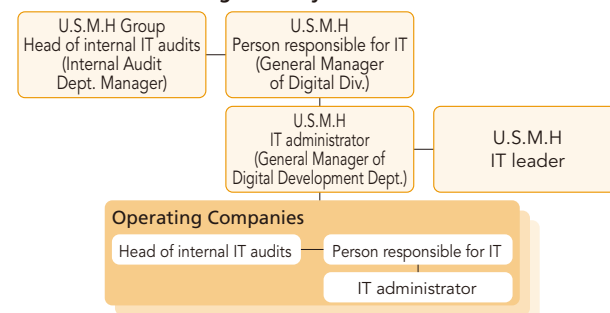 U.S.M.H Group
Head of internal IT audits
(Internal Audit
Dept. Manager)
U.S.M.H
Person responsible for IT
(General Manager
of Digital Div.)
U.S.M.H
IT administrator
(General Manager of
Digital Development Dept.)
U.S.M.H
IT leader
Operating Companies
Head of internal IT audits
Person responsible for IT
IT administrator